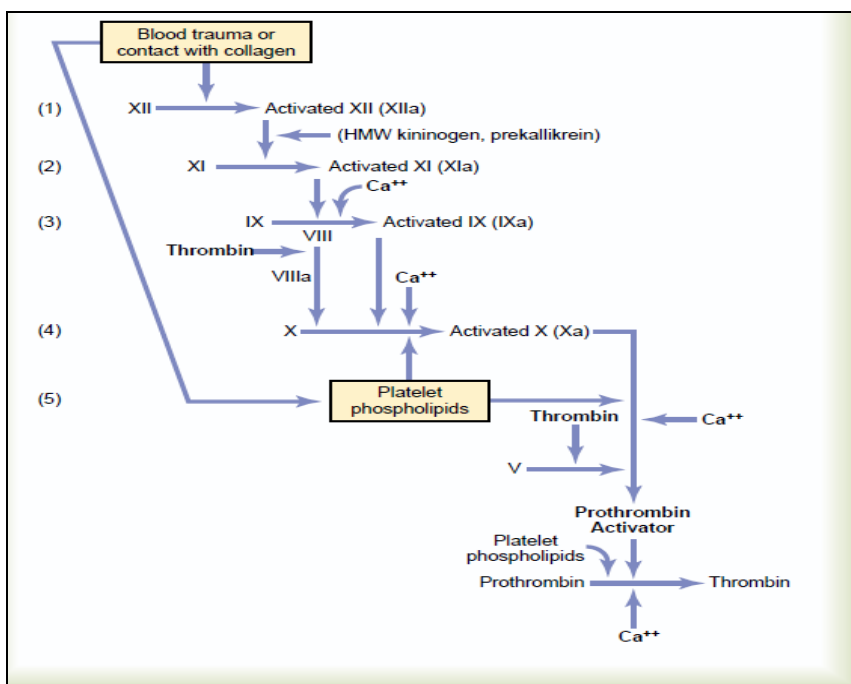 Blood trauma or
contact with collagen
(1) XII Activated XII (XIIa)
(HMW kininogen, prekallikrein)
(2) XI Activated XI (XIa)
Ca++
(3) IX Activated IX (IXa)
VIII
Thrombin
VIIIa Ca++
(4) X Activated X (Xa)
(5) Platelet
phospholipids
Thrombin Ca++
V
Prothrombin
Activator
Platelet
phospholipids
Prothrombin Thrombin
Ca++